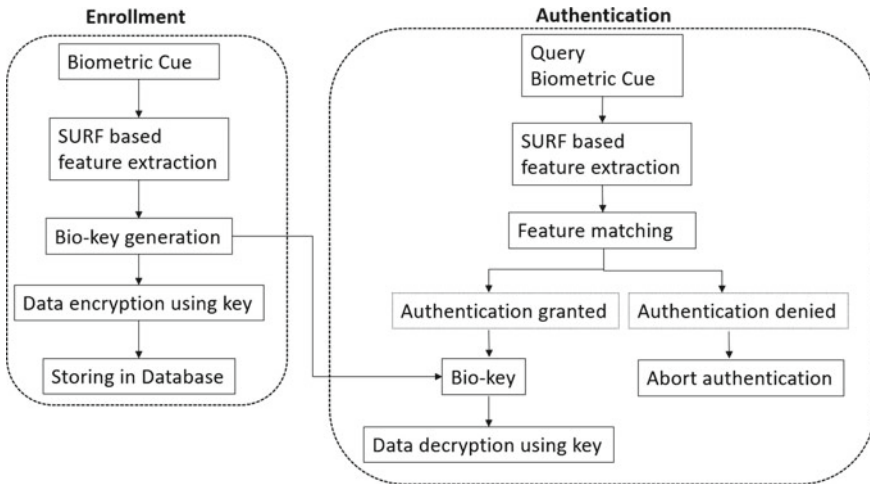 Enrollment
Biometric Cue
SURF based
feature extraction
Bio-key generation
Data encryption using key
Storing in Database
Authentication
Query
Biometric Cue
SURF based
feature extraction
Feature matching
Authentication granted
Authentication denied
Bio-key
Abort authentication
Data decryption using key